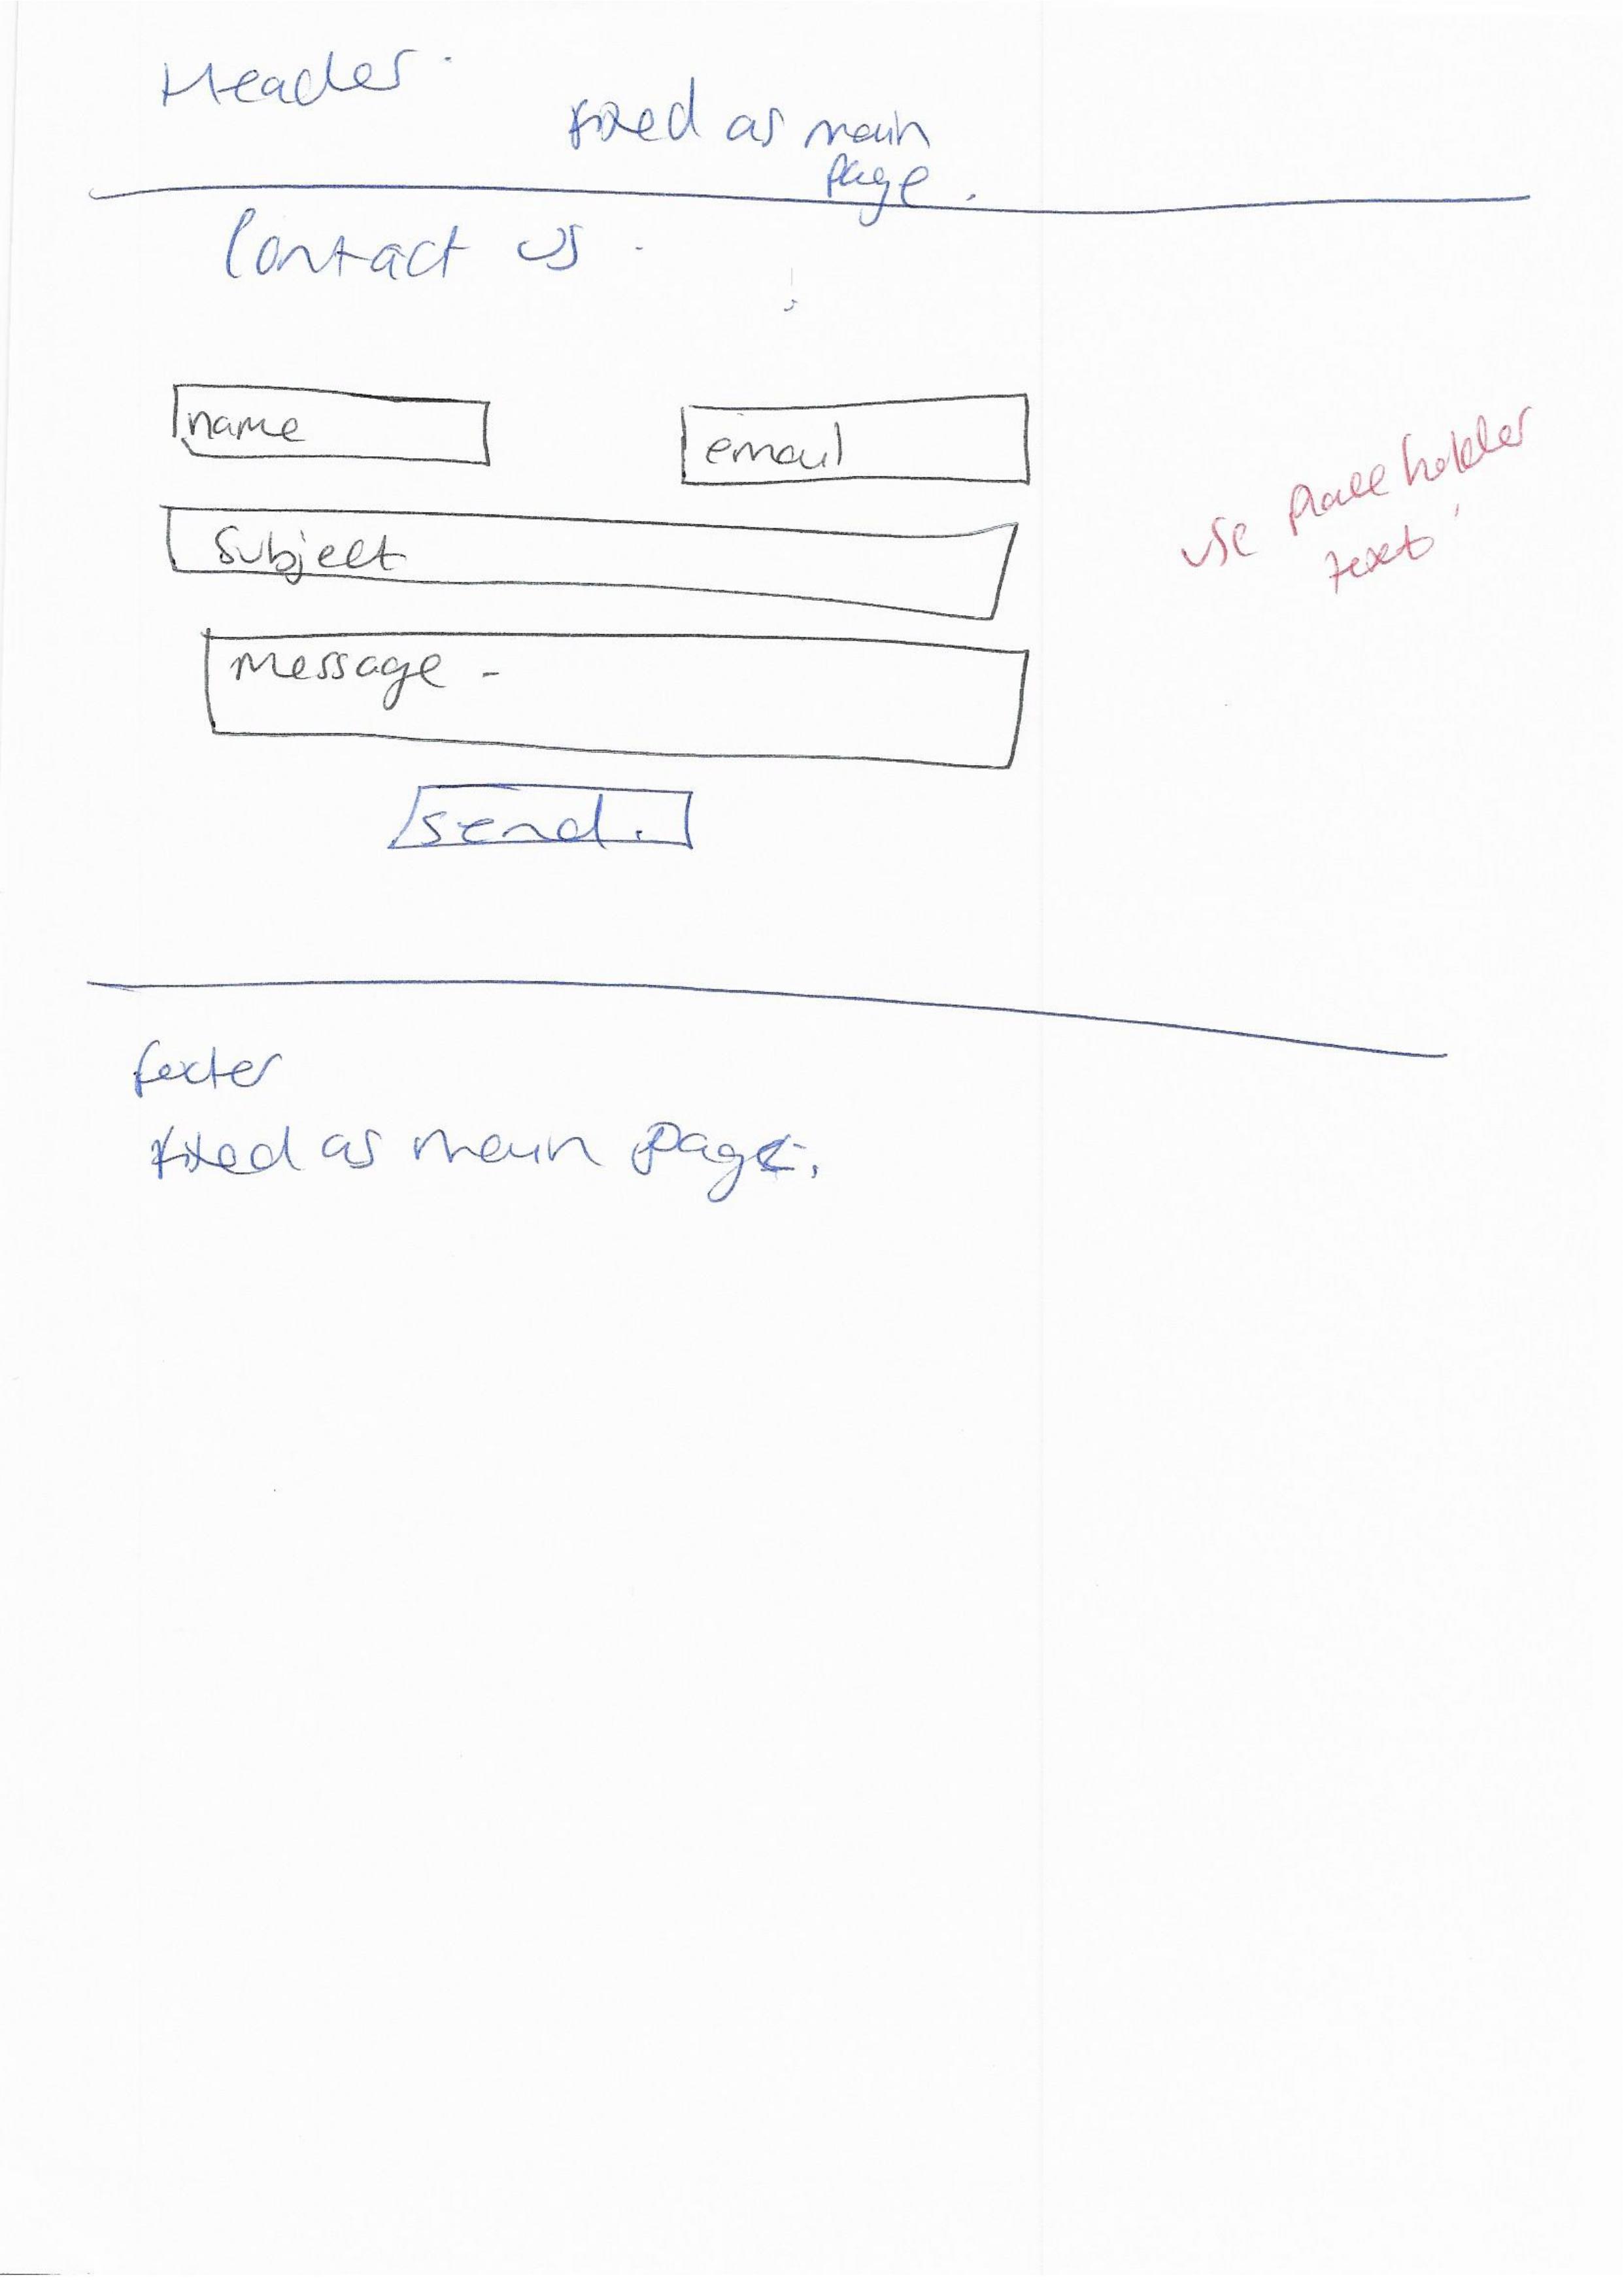 Header.
fixed as main
page.
Contact us.
name
email
use place holder
text
Subject
message -
send.
footer
fixed as main page.